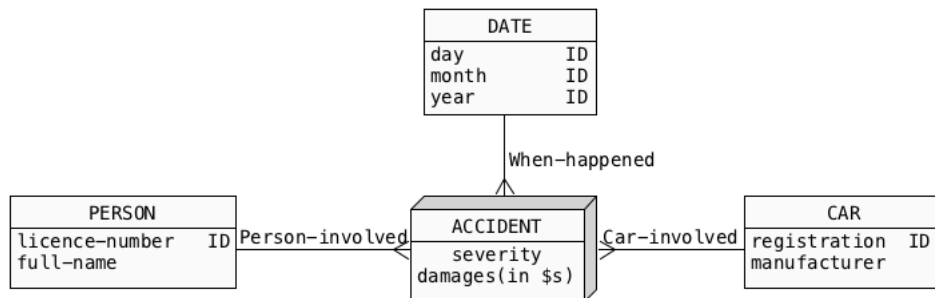 DATE
day ID
month ID
year ID
When-happened
PERSON
licence-number ID
full-name
Person-involved
ACCIDENT
severity
damages(in $s)
Car-involved
CAR
registration ID
manufacturer